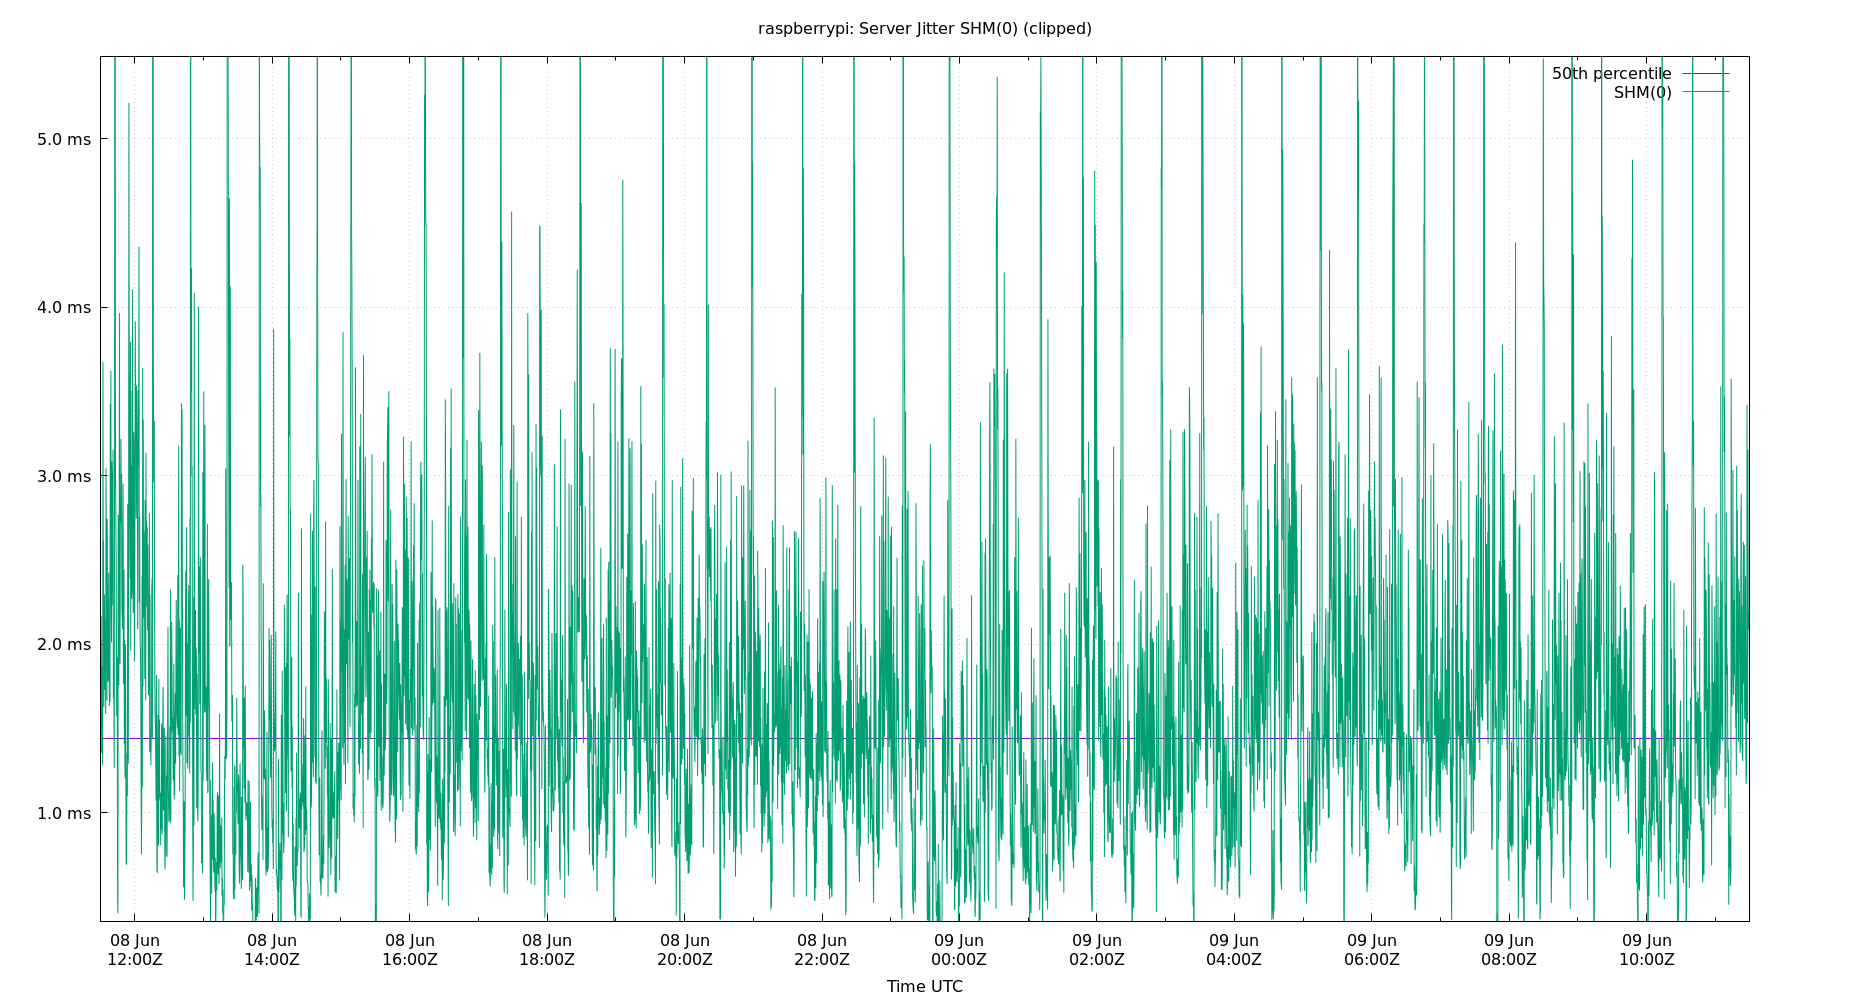 raspberrypi: Server Jitter SHM(0) (clipped)
50th percentile
SHM(0)
5.0 ms
4.0 ms
3.0 ms
2.0 ms
1.0 ms
08 Jun 08 Jun 08 Jun 08 Jun 08 Jun 08 Jun 09 Jun 09 Jun 09 Jun 09 Jun 09 Jun 09 Jun
12:00Z 14:00Z 16:00Z 18:00Z 20:00Z 22:00Z 00:00Z 02:00Z 04:00Z 06:00Z 08:00Z 10:00Z
Time UTC